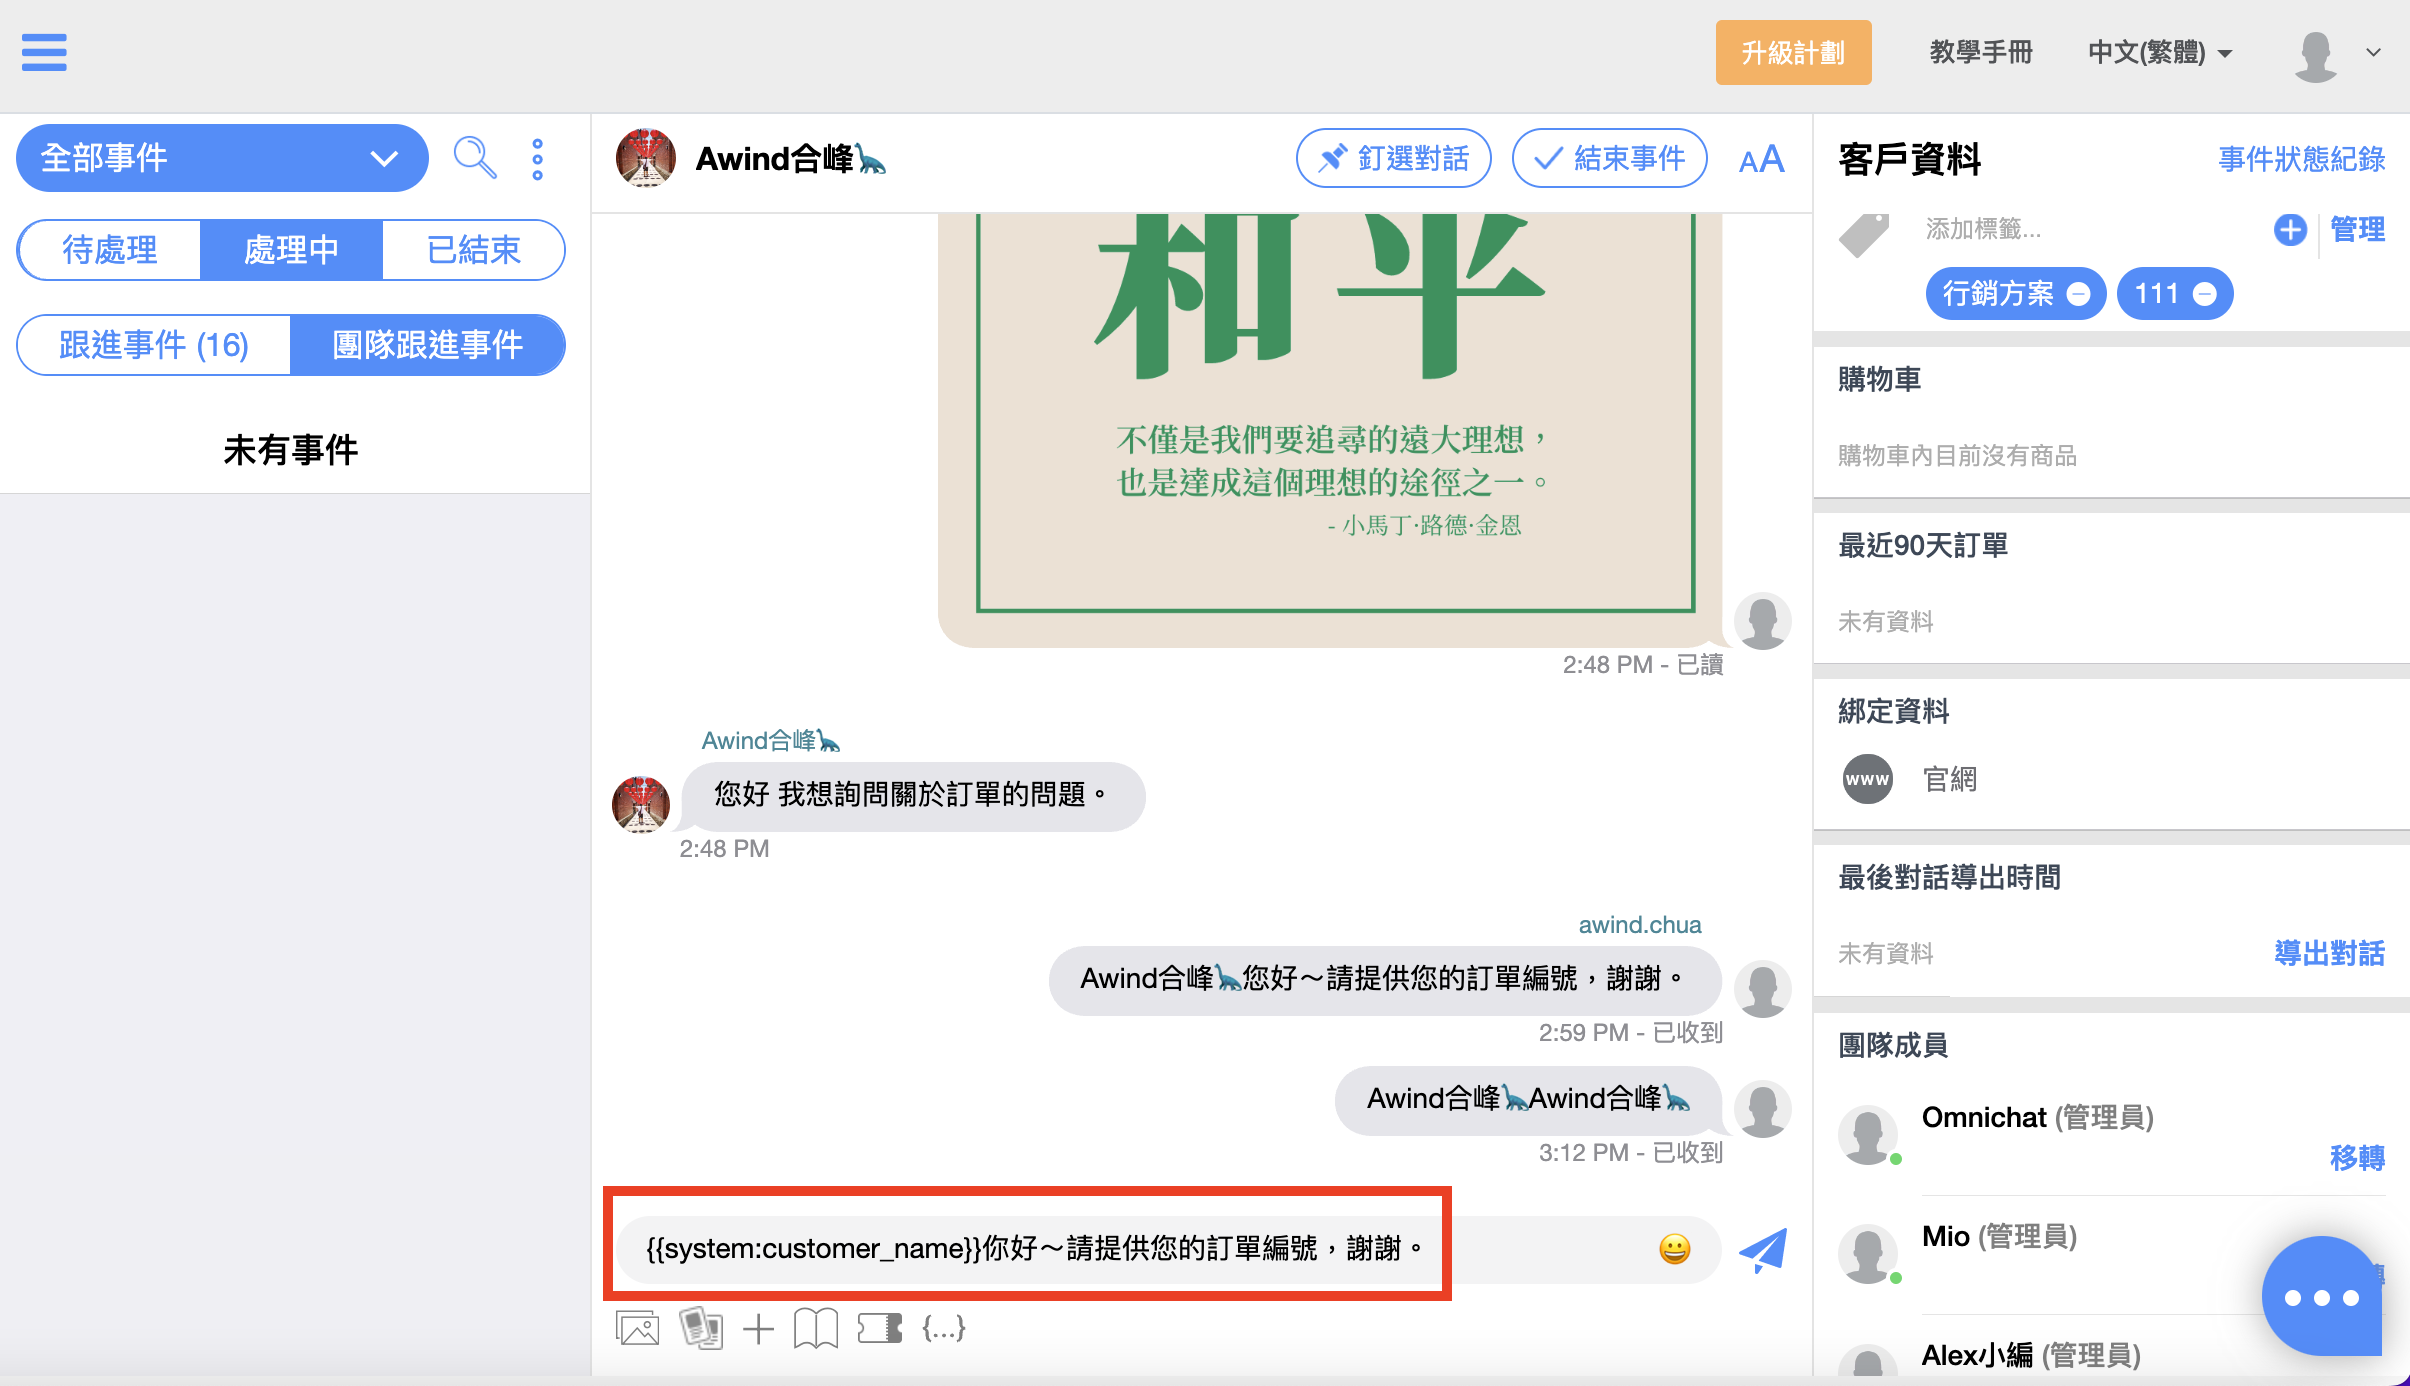 升級計劃
教學手冊
中文(繁體)
全部事件
待處理
處理中
已結束
跟進事件 (16)
團隊跟進事件
未有事件
Awind合峰🦕
釘選對話
結束事件
AA
和平
不僅是我們要追尋的遠大理想，
也是達成這個理想的途徑之一。
- 小馬丁·路德·金恩
2:48 PM - 已讀
Awind合峰🦕
您好 我想詢問關於訂單的問題。
2:48 PM
awind.chua
Awind合峰🦕您好～請提供您的訂單編號，謝謝。
2:59 PM - 已收到
Awind合峰🦕Awind合峰🦕
3:12 PM - 已收到
{{system:customer_name}}你好～請提供您的訂單編號，謝謝。
{...}
客戶資料
事件狀態紀錄
添加標籤...
管理
行銷方案
111
購物車
購物車內目前沒有商品
最近90天訂單
未有資料
綁定資料
www
官網
最後對話導出時間
未有資料
導出對話
團隊成員
Omnichat (管理員)
移轉
Mio (管理員)
Alex小編 (管理員)